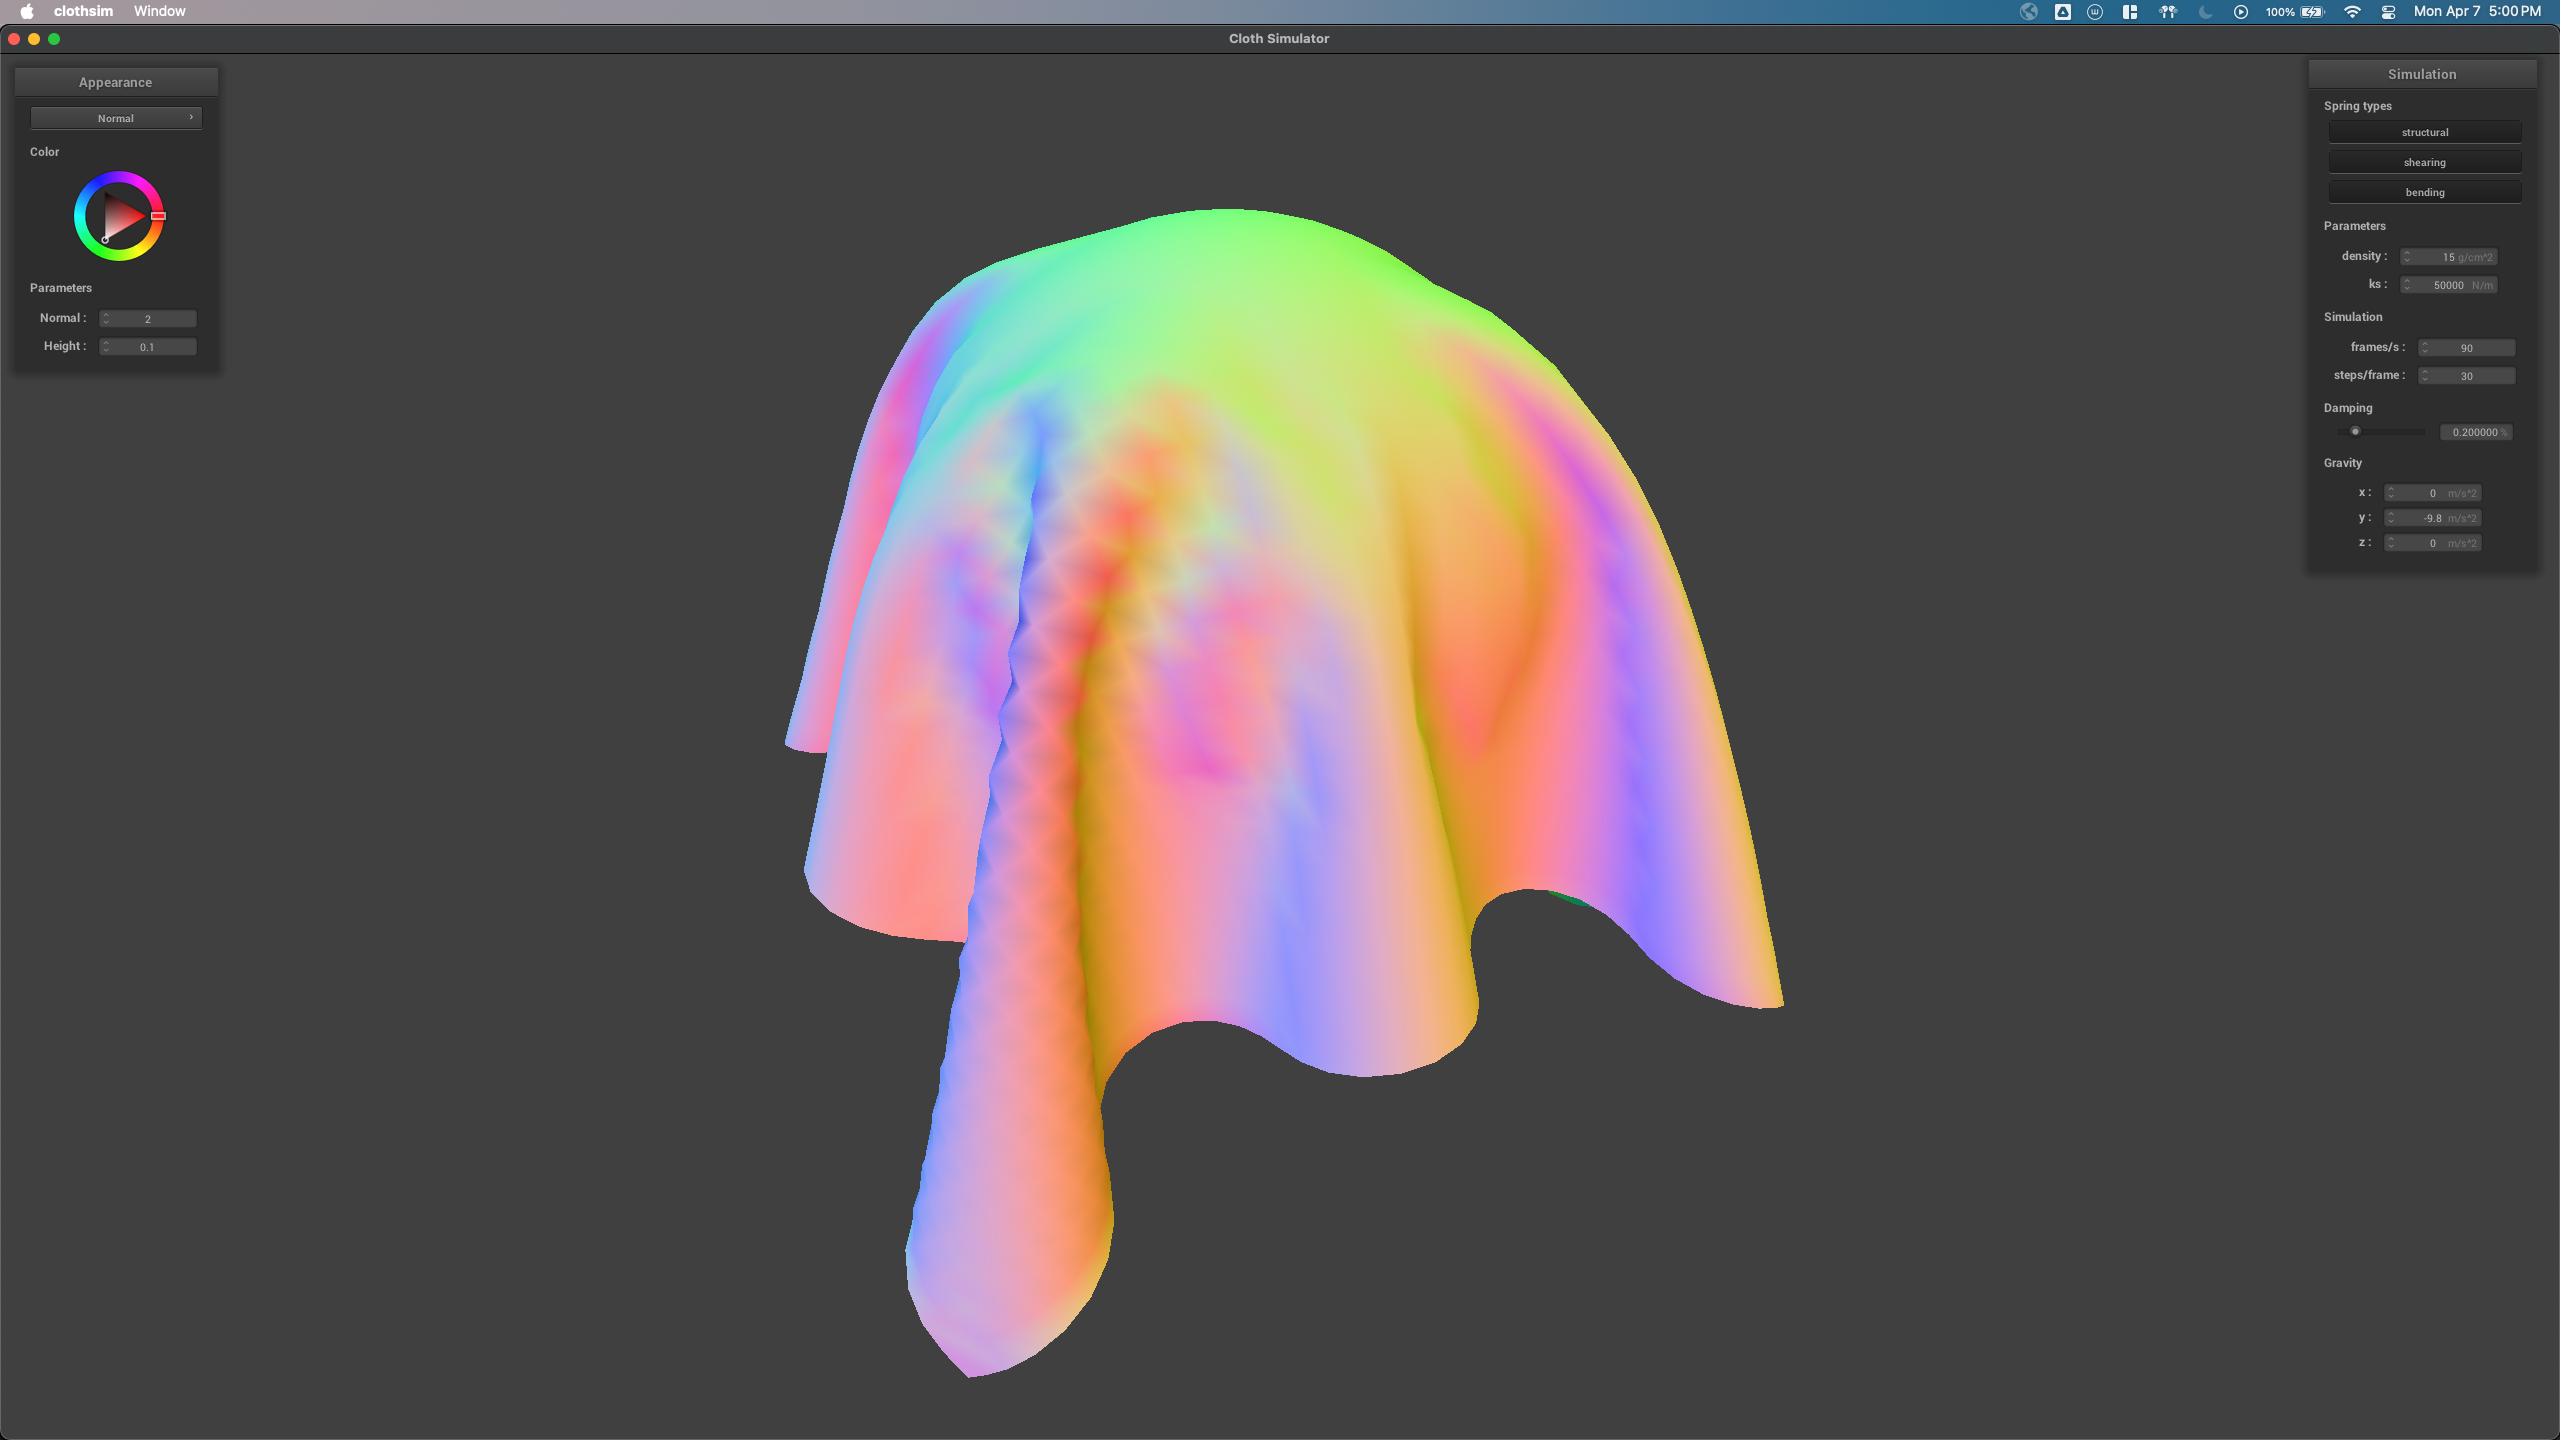 clothsim Window 100% Mon Apr 7 5:00 PM
Cloth Simulator
Appearance
Normal
Color
Parameters
Normal : 2
Height : 0.1
Simulation
Spring types
structural
shearing
bending
Parameters
density : 15 g/cm^2
ks : 50000 N/m
Simulation
frames/s : 90
steps/frame : 30
Damping
0.200000 %
Gravity
x : 0 m/s^2
y : -9.8 m/s^2
z : 0 m/s^2